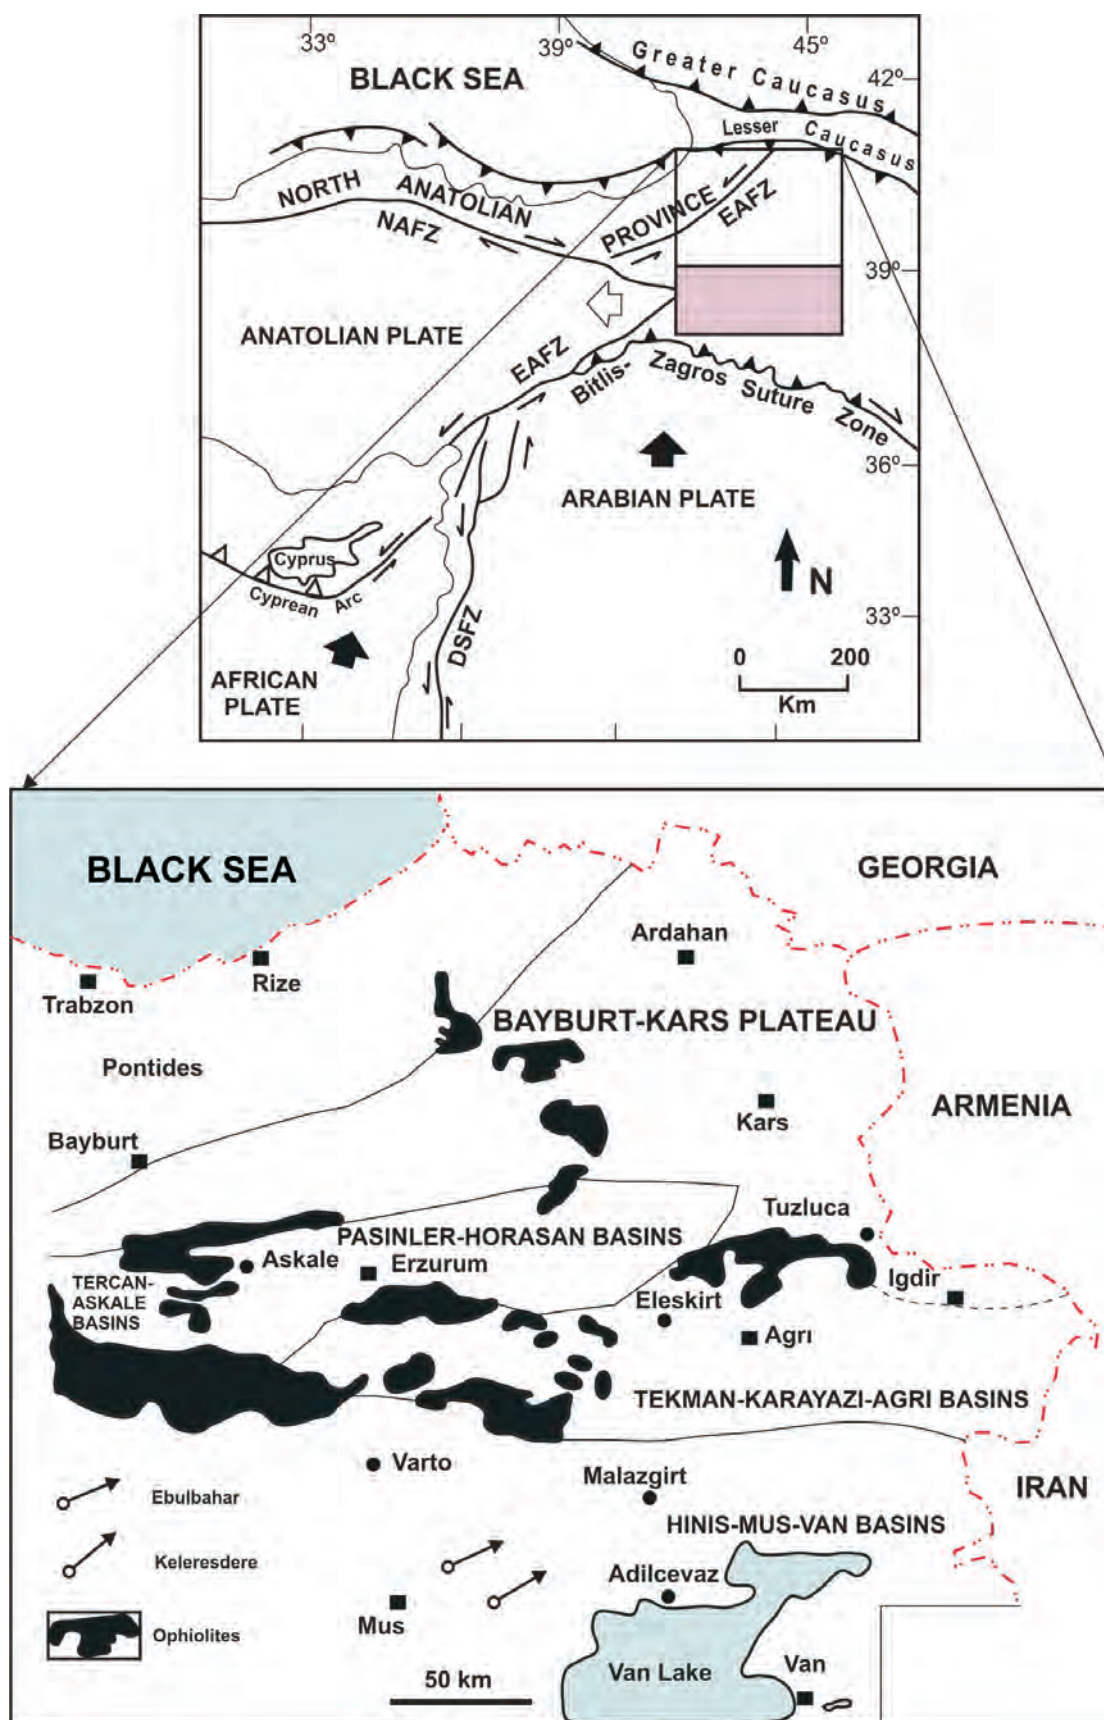 33º
39º
45º
42º
BLACK SEA
Greater Caucasus
Lesser Caucasus
NORTH ANATOLIAN PROVINCE
NAFZ
EAFZ
39º
ANATOLIAN PLATE
EAFZ
Bitlis-Zagros Suture Zone
36º
ARABIAN PLATE
Cyprus
Cyprean Arc
N
33º
DSFZ
0 200
Km
AFRICAN
PLATE
BLACK SEA
GEORGIA
Ardahan
Rize
Trabzon
BAYBURT-KARS PLATEAU
Pontides
Kars
ARMENIA
Bayburt
Tuzluca
PASINLER-HORASAN BASINS
Askale
Erzurum
Igdir
TERCAN-
ASKALE
BASINS
Eleskirt
Agrı
TEKMAN-KARAYAZI-AGRI BASINS
Varto
Malazgirt
IRAN
Ebulbahar
HINIS-MUS-VAN BASINS
Keleresdere
Adilcevaz
Mus
Ophiolites
Van Lake
Van
50 km